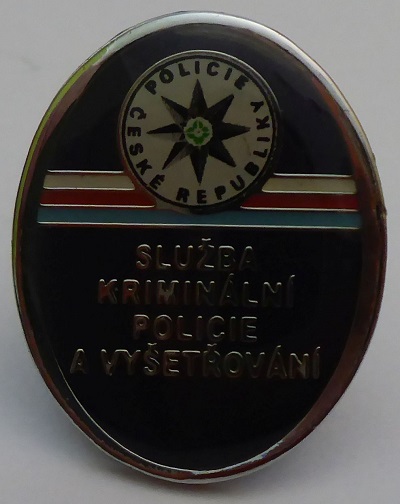 POLICIE
ČESKÉ REPUBLIKY
SLUŽBA
KRIMINÁLNÍ
POLICIE
A VYŠETŘOVÁNÍ